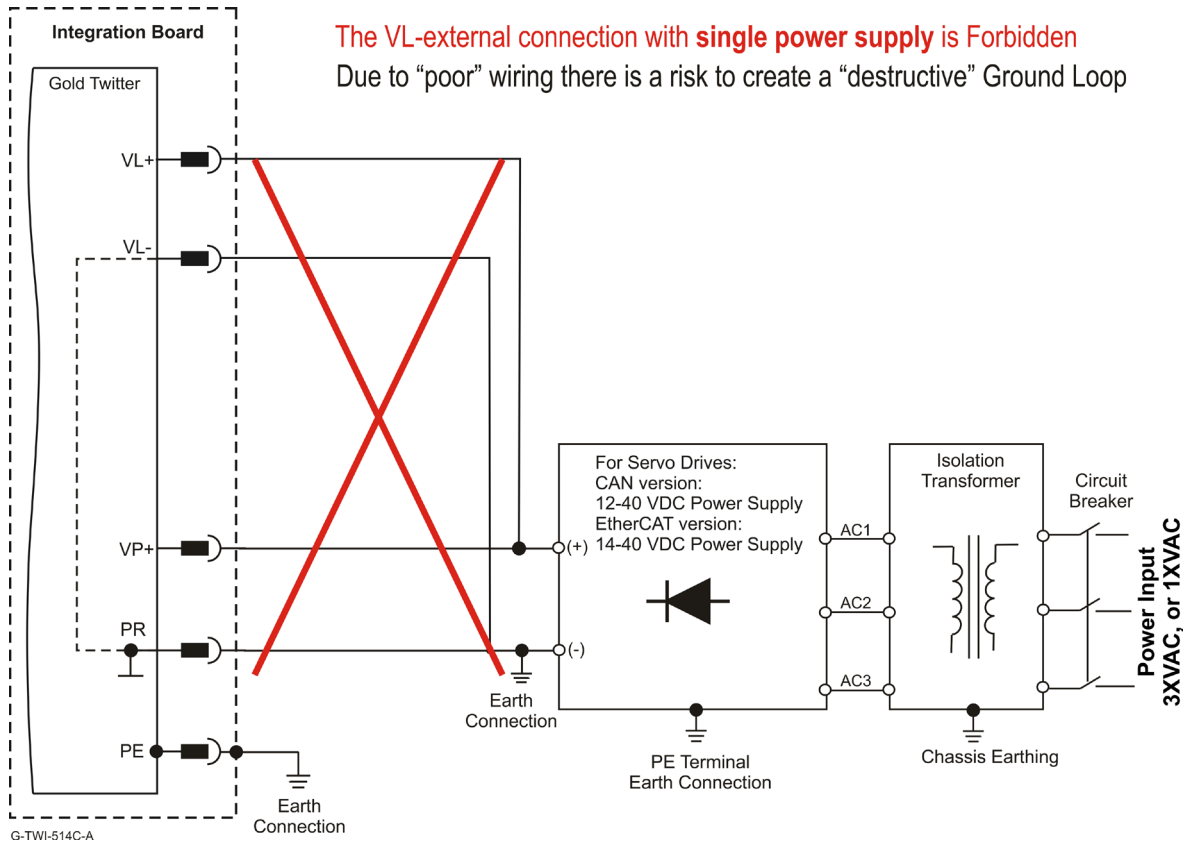 Integration Board
The VL-external connection with single power supply is Forbidden
Due to “poor” wiring there is a risk to create a “destructive” Ground Loop
Gold Twitter
VL+
VL-
For Servo Drives:
CAN version:
12-40 VDC Power Supply
EtherCAT version:
14-40 VDC Power Supply
Isolation
Transformer
Circuit
Breaker
VP+
(+)
AC1
AC2
AC3
Power Input
3XVAC, or 1XVAC
PR
(-)
Earth
Connection
PE
PE Terminal
Earth Connection
Chassis Earthing
Earth
Connection
G-TWI-514C-A